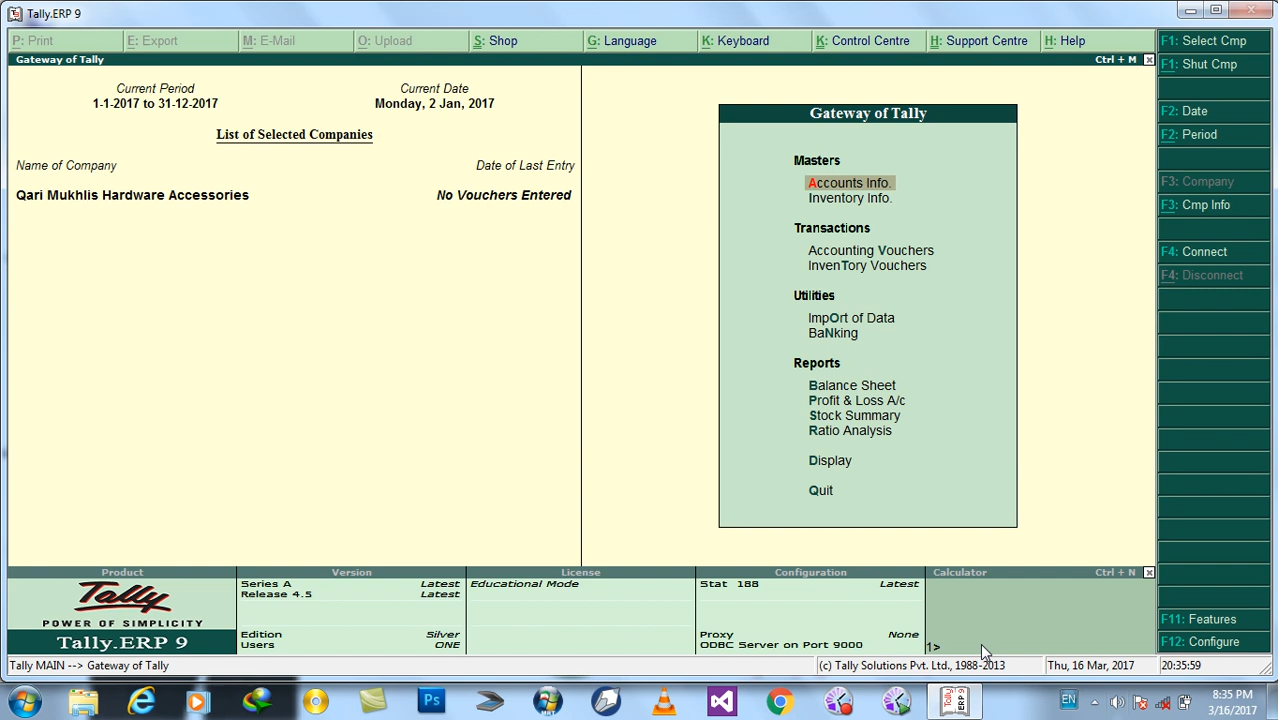 Tally.ERP 9
P: Print
E: Export
M: E-Mail
O: Upload
S: Shop
G: Language
K: Keyboard
K: Control Centre
H: Support Centre
H: Help
Gateway of Tally
Ctrl + M
Current Period
1-1-2017 to 31-12-2017
Current Date
Monday, 2 Jan, 2017
List of Selected Companies
Name of Company
Date of Last Entry
Qari Mukhlis Hardware Accessories
No Vouchers Entered
Gateway of Tally
Masters
Accounts Info.
Inventory Info.
Transactions
Accounting Vouchers
InvenTory Vouchers
Utilities
ImpOrt of Data
BaNking
Reports
Balance Sheet
Profit & Loss A/c
Stock Summary
Ratio Analysis
Display
Quit
F1: Select Cmp
F1: Shut Cmp
F2: Date
F2: Period
F3: Company
F3: Cmp Info
F4: Connect
F4: Disconnect
F11: Features
F12: Configure
Product
Tally
POWER OF SIMPLICITY
Tally.ERP 9
Version
Series A Latest
Release 4.5 Latest
Edition Silver
Users ONE
License
Educational Mode
Configuration
Stat 188 Latest
Proxy None
ODBC Server on Port 9000
Calculator
Ctrl + N
1>
Tally MAIN --> Gateway of Tally
(c) Tally Solutions Pvt. Ltd., 1988-2013
Thu, 16 Mar, 2017
20:35:59
Ps
EN
ERP 9
8:35 PM
3/16/2017